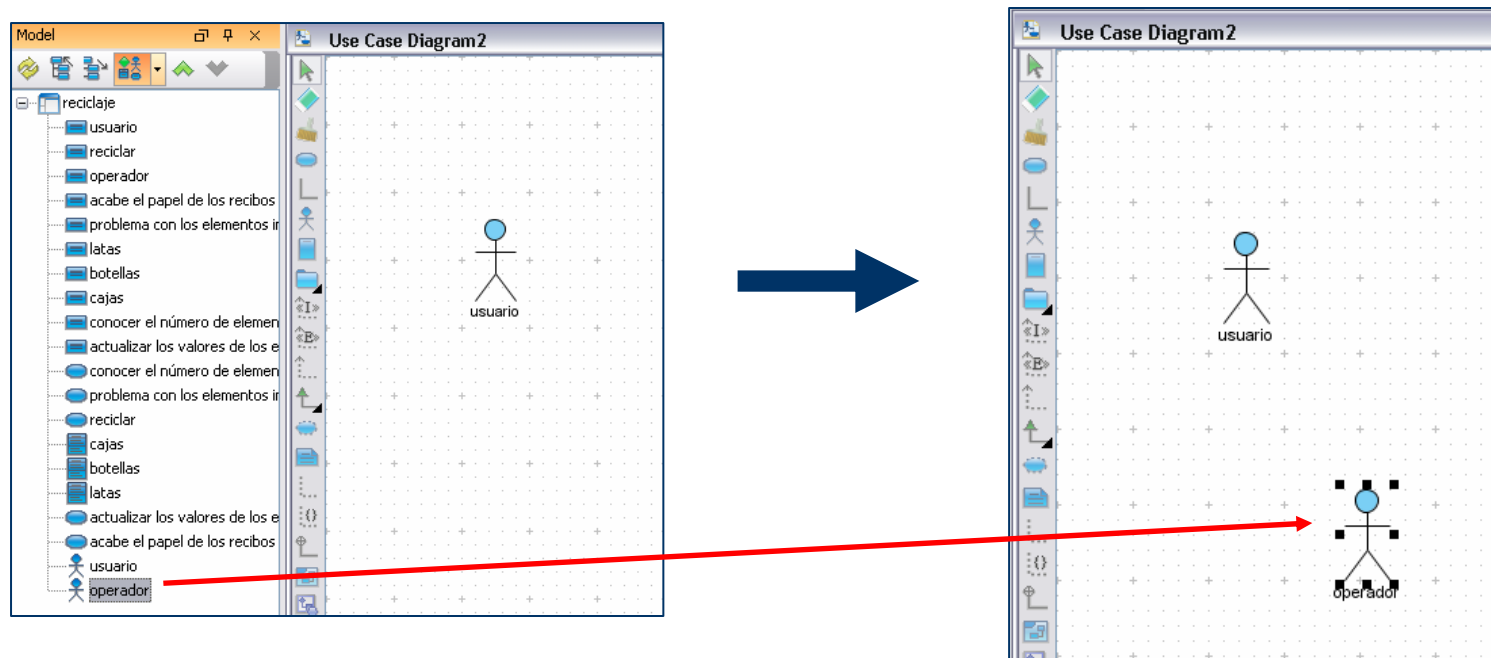 Model
reciclaje
usuario
reciclar
operador
acabe el papel de los recibos
problema con los elementos ir
latas
botellas
cajas
conocer el número de elemen
actualizar los valores de los e
conocer el número de elemen
problema con los elementos ir
reciclar
cajas
botellas
latas
actualizar los valores de los e
acabe el papel de los recibos
usuario
operador
Use Case Diagram2
«I»
«E»
{}
usuario
Use Case Diagram2
«I»
«E»
{}
usuario
operador